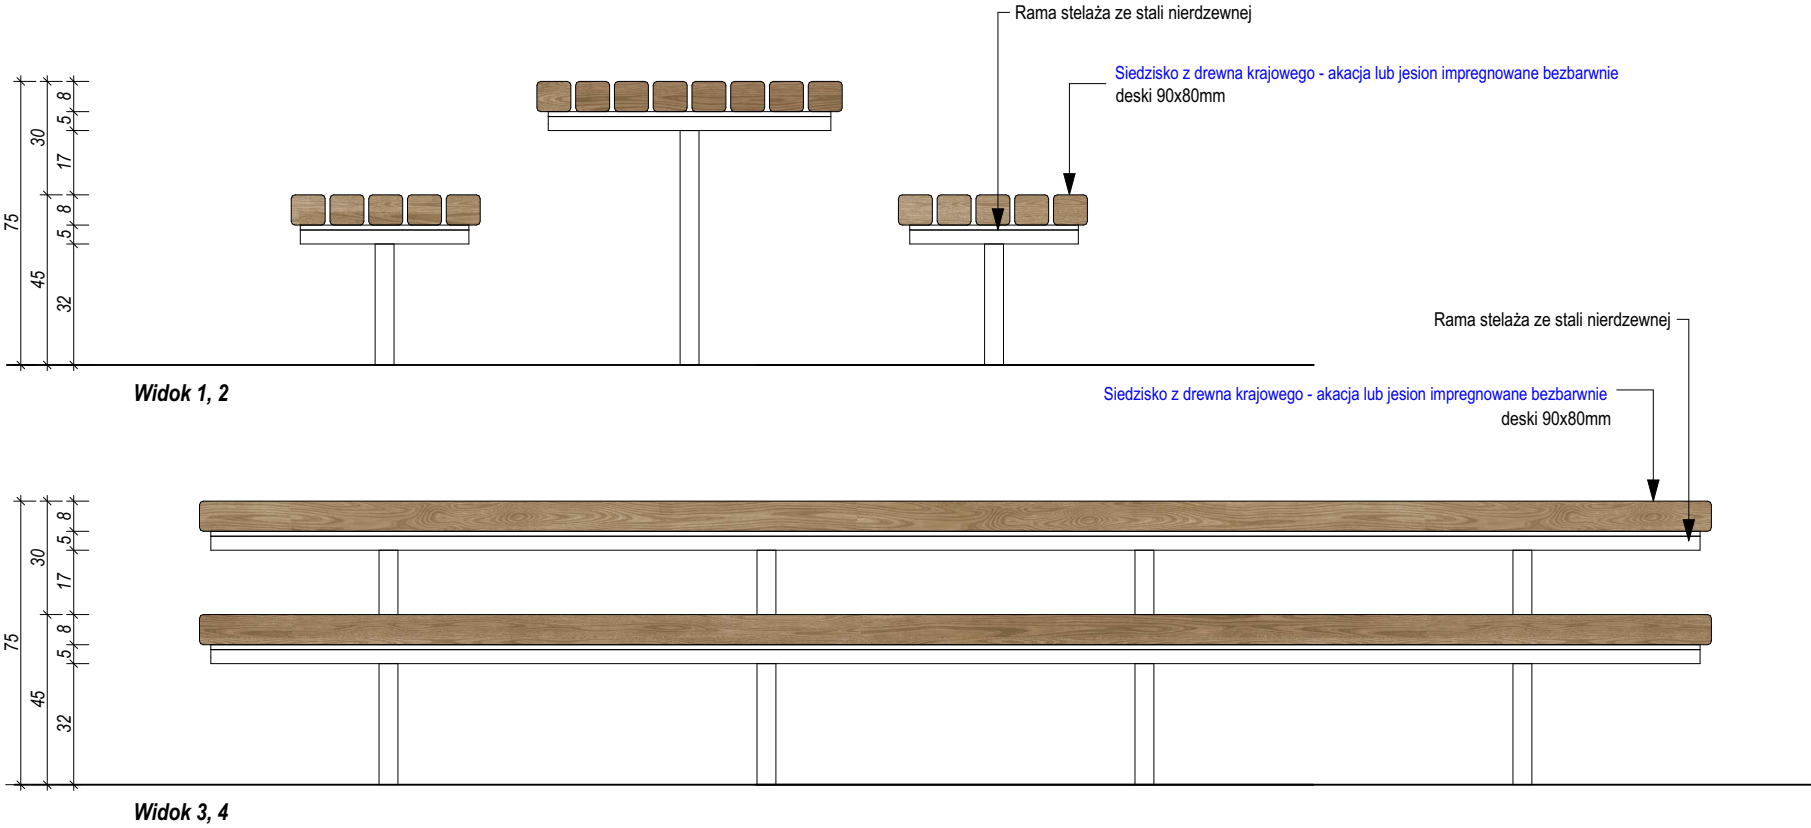 Rama stelaża ze stali nierdzewnej
Siedzisko z drewna krajowego - akacja lub jesion impregnowane bezbarwnie
deski 90x80mm
8
5
30
17
8
75
5
45
32
Widok 1, 2
Rama stelaża ze stali nierdzewnej
Siedzisko z drewna krajowego - akacja lub jesion impregnowane bezbarwnie
deski 90x80mm
8
5
30
17
8
75
5
45
32
Widok 3, 4